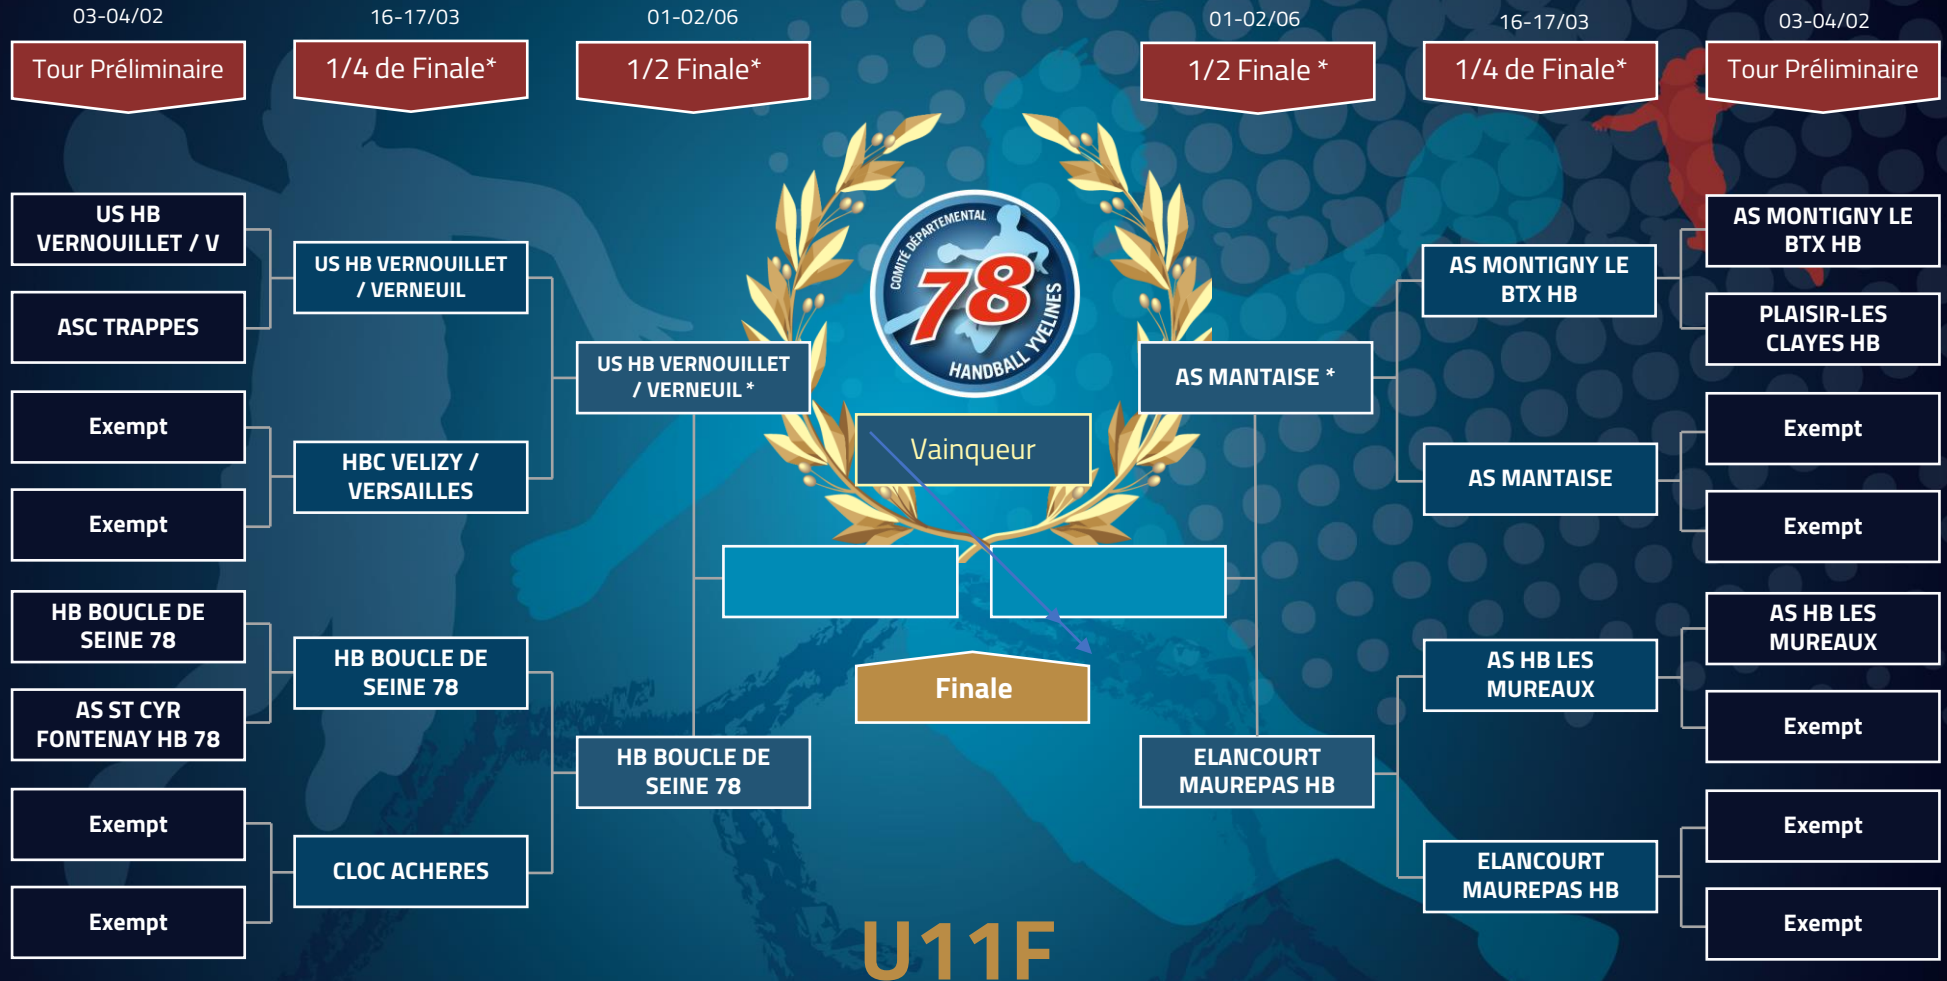 03-04/02
16-17/03
01-02/06
01-02/06
16-17/03
03-04/02
Tour Préliminaire
1/4 de Finale*
1/2 Finale*
1/2 Finale *
1/4 de Finale*
Tour Préliminaire
US HB
VERNOUILLET / V
ASC TRAPPES
Exempt
Exempt
HB BOUCLE DE
SEINE 78
AS ST CYR
FONTENAY HB 78
Exempt
Exempt
US HB VERNOUILLET
/ VERNEUIL
HBC VELIZY /
VERSAILLES
HB BOUCLE DE
SEINE 78
CLOC ACHERES
US HB VERNOUILLET
/ VERNEUIL *
HB BOUCLE DE
SEINE 78
COMITÉ DÉPARTEMENTAL
78
HANDBALL YVELINES
Vainqueur
Finale
U11F
AS MANTAISE *
ELANCOURT
MAUREPAS HB
AS MONTIGNY LE
BTX HB
AS MANTAISE
AS HB LES
MUREAUX
ELANCOURT
MAUREPAS HB
AS MONTIGNY LE
BTX HB
PLAISIR-LES
CLAYES HB
Exempt
Exempt
AS HB LES
MUREAUX
Exempt
Exempt
Exempt